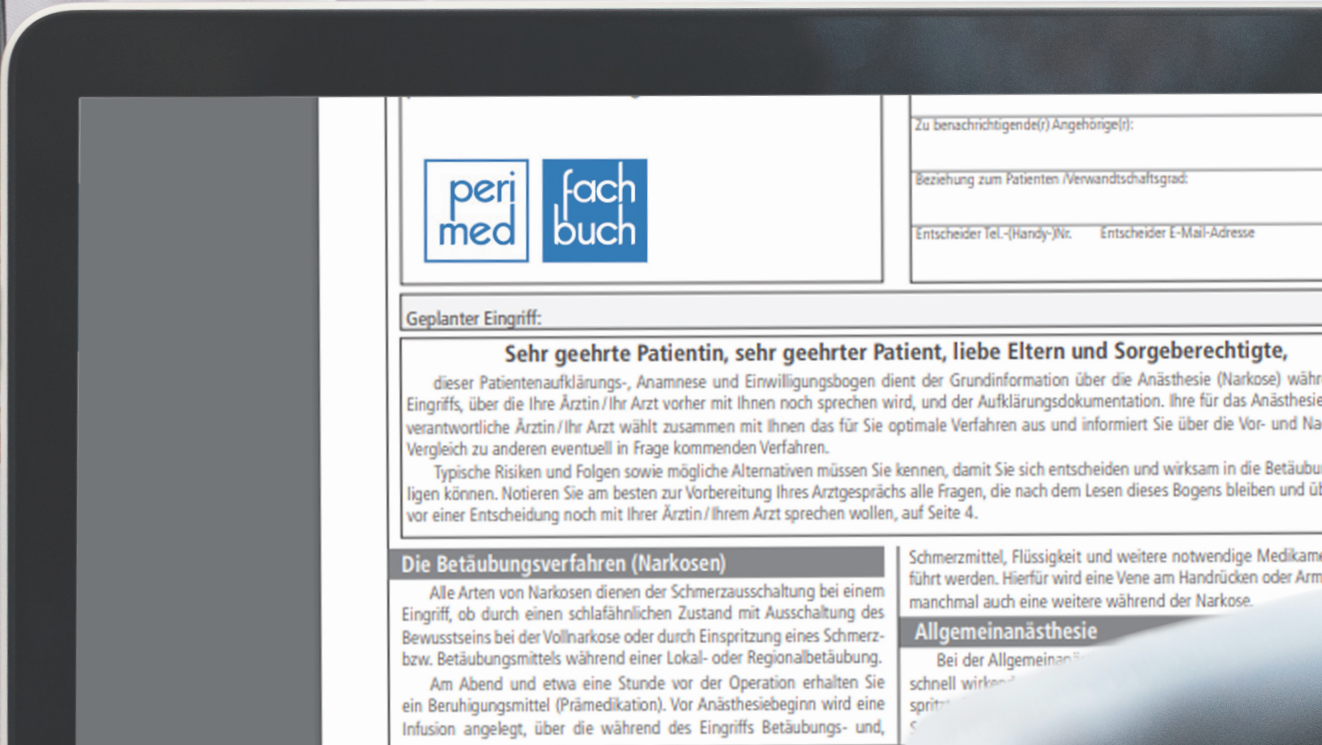 peri
med
fach
buch
Zu benachrichtigende(r) Angehörige(r):
Beziehung zum Patienten /Verwandtschaftsgrad:
Entscheider Tel.-(Handy-)Nr. Entscheider E-Mail-Adresse
Geplanter Eingriff:
Sehr geehrte Patientin, sehr geehrter Patient, liebe Eltern und Sorgeberechtigte,
dieser Patientenaufklärungs-, Anamnese und Einwilligungsbogen dient der Grundinformation über die Anästhesie (Narkose)
Eingriffs, über die Ihre Ärztin/Ihr Arzt vorher mit Ihnen noch sprechen wird, und der Aufklärungsdokumentation. Ihre für das
verantwortliche Ärztin/Ihr Arzt wählt zusammen mit Ihnen das für Sie optimale Verfahren aus und informiert Sie über die Vor- und
Vergleich zu anderen eventuell in Frage kommenden Verfahren.
Typische Risiken und Folgen sowie mögliche Alternativen müssen Sie kennen, damit Sie sich entscheiden und wirksam in die
ligen können. Notieren Sie am besten zur Vorbereitung Ihres Arztgesprächs alle Fragen, die nach dem Lesen dieses Bogens bleiben und
vor einer Entscheidung noch mit Ihrer Ärztin/Ihrem Arzt sprechen wollen, auf Seite 4.
Die Betäubungsverfahren (Narkosen)
Alle Arten von Narkosen dienen der Schmerzausschaltung bei einem
Eingriff, ob durch einen schlafähnlichen Zustand mit Ausschaltung des
Bewusstseins bei der Vollnarkose oder durch Einspritzung eines Schmerz-
bzw. Betäubungsmittels während einer Lokal- oder Regionalbetäubung.
Am Abend und etwa eine Stunde vor der Operation erhalten Sie
ein Beruhigungsmittel (Prämedikation). Vor Anästhesiebeginn wird eine
Infusion angelegt, über die während des Eingriffs Betäubungs- und,
Schmerzmittel, Flüssigkeit und weitere notwendige
führt werden. Hierfür wird eine Vene am Handrücken oder Arm
manchmal auch eine weitere während der Narkose.
Allgemeinanästhesie
Bei der
schnell